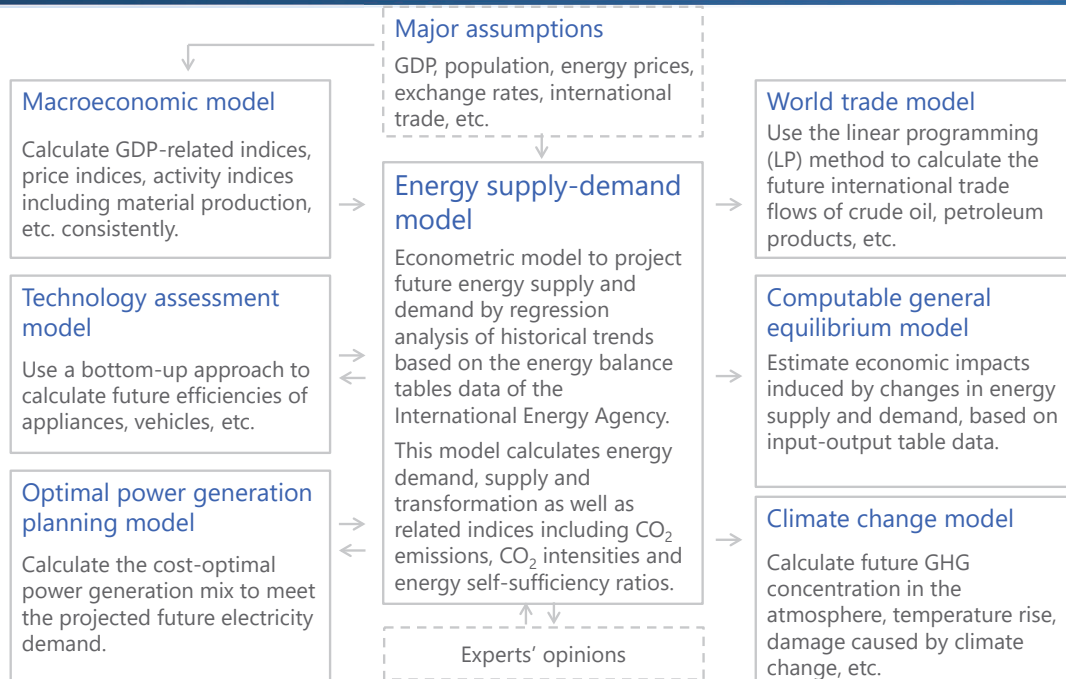 Major assumptions
GDP, population, energy prices,
exchange rates, international
trade, etc.
Macroeconomic model
Calculate GDP-related indices,
price indices, activity indices
including material production,
etc. consistently.
Technology assessment
model
Use a bottom-up approach to
calculate future efficiencies of
appliances, vehicles, etc.
Optimal power generation
planning model
Calculate the cost-optimal
power generation mix to meet
the projected future electricity
demand.
Energy supply-demand
model
Econometric model to project
future energy supply and
demand by regression
analysis of historical trends
based on the energy balance
tables data of the
International Energy Agency.
This model calculates energy
demand, supply and
transformation as well as
related indices including CO₂
emissions, CO₂ intensities and
energy self-sufficiency ratios.
Experts’ opinions
World trade model
Use the linear programming
(LP) method to calculate the
future international trade
flows of crude oil, petroleum
products, etc.
Computable general
equilibrium model
Estimate economic impacts
induced by changes in energy
supply and demand, based on
input-output table data.
Climate change model
Calculate future GHG
concentration in the
atmosphere, temperature rise,
damage caused by climate
change, etc.